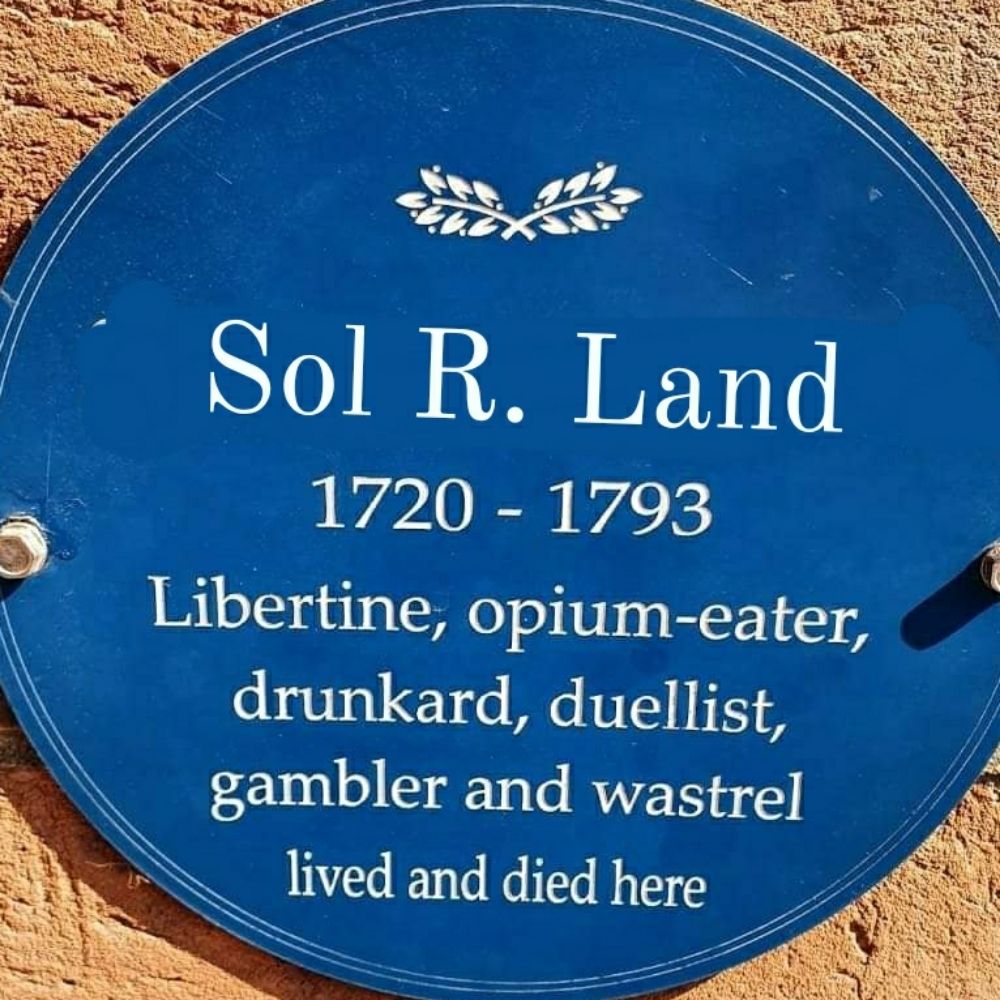 Sol R. Land
1720 - 1793
Libertine, opium-eater,
drunkard, duellist,
gambler and wastrel
lived and died here